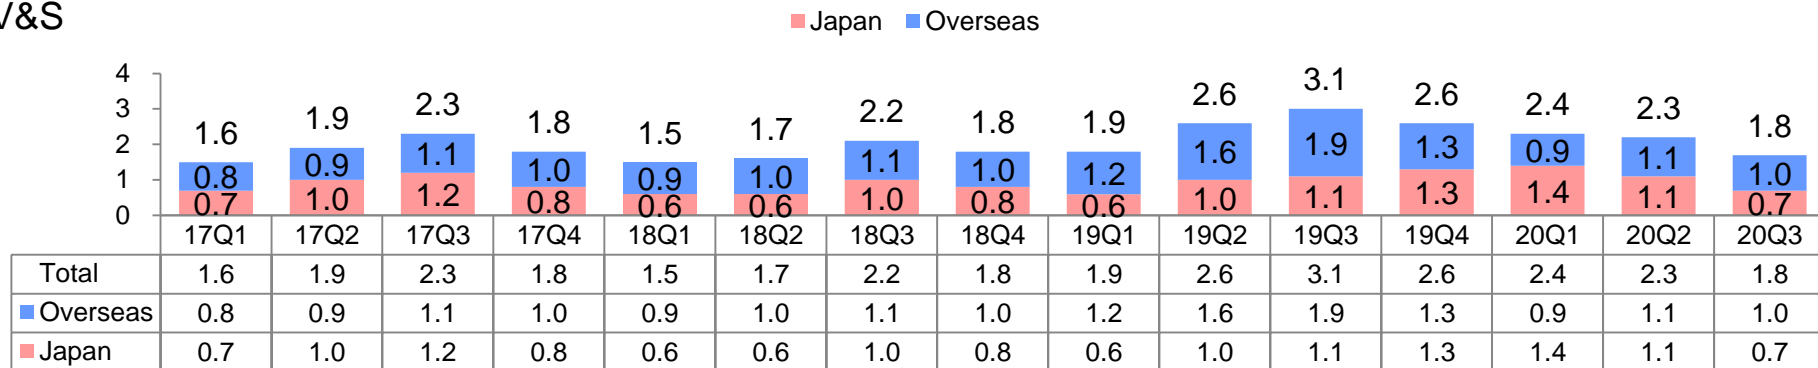 V&S
Japan Overseas
4
3
2
1
0
1.6 1.9 2.3 1.8 1.5 1.7 2.2 1.8 1.9 2.6 3.1 2.6 2.4 2.3 1.8
0.8 0.9 1.1 1.0 0.9 1.0 1.1 1.0 1.2 1.6 1.9 1.3 0.9 1.1 1.0
0.7 1.0 1.2 0.8 0.6 0.6 1.0 0.8 0.6 1.0 1.1 1.3 1.4 1.1 0.7
17Q1 17Q2 17Q3 17Q4 18Q1 18Q2 18Q3 18Q4 19Q1 19Q2 19Q3 19Q4 20Q1 20Q2 20Q3
Total 1.6 1.9 2.3 1.8 1.5 1.7 2.2 1.8 1.9 2.6 3.1 2.6 2.4 2.3 1.8
Overseas 0.8 0.9 1.1 1.0 0.9 1.0 1.1 1.0 1.2 1.6 1.9 1.3 0.9 1.1 1.0
Japan 0.7 1.0 1.2 0.8 0.6 0.6 1.0 0.8 0.6 1.0 1.1 1.3 1.4 1.1 0.7